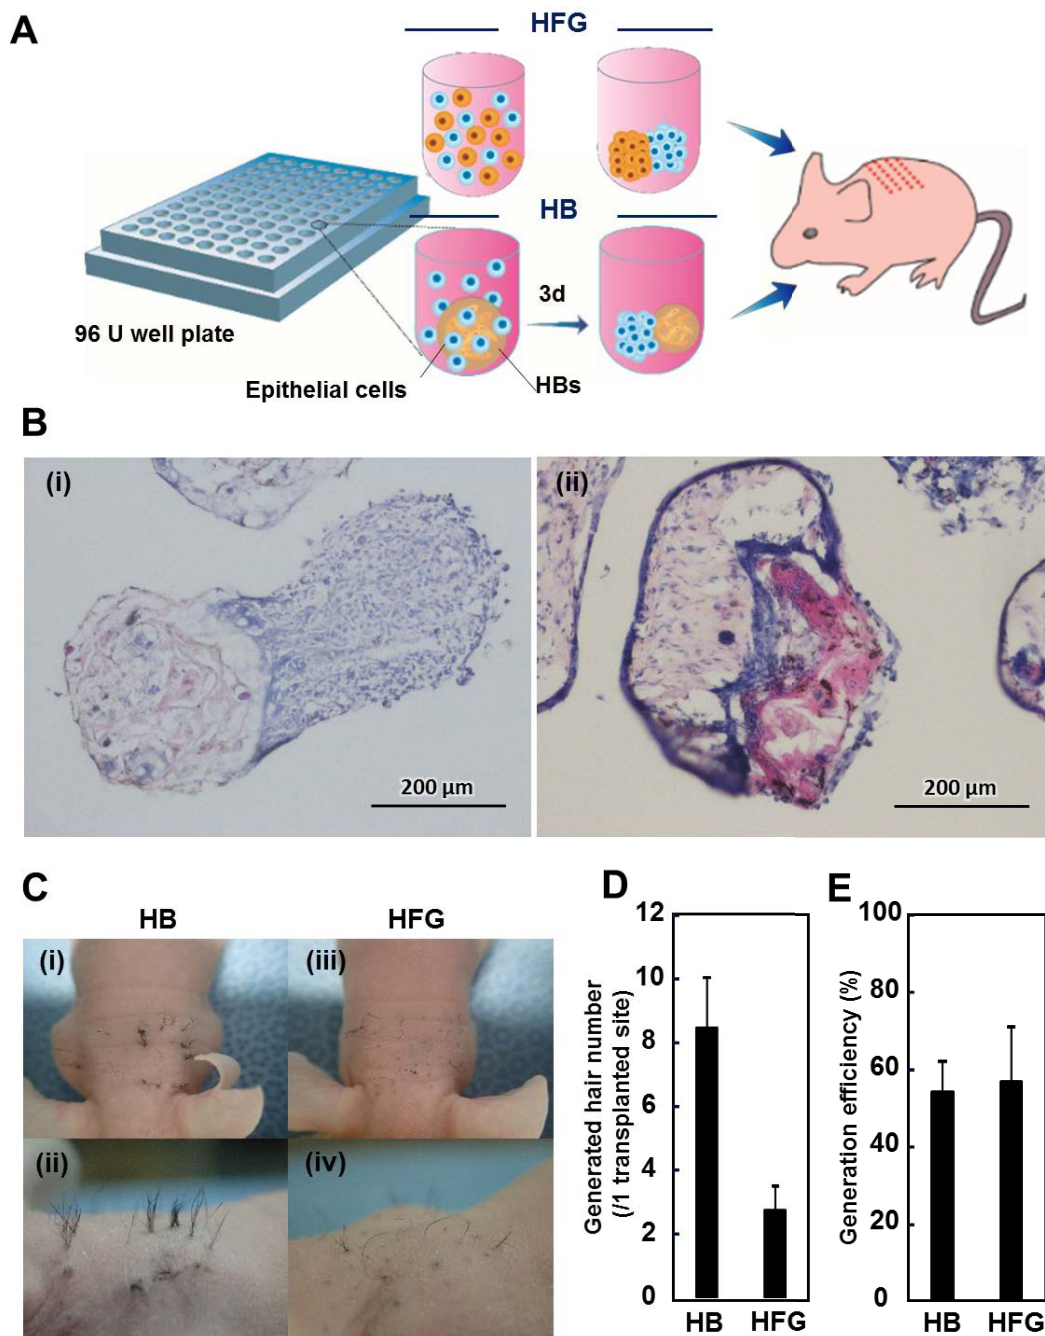 A
HFG
HB
3d
96 U well plate
Epithelial cells
HBs
B
(i)
200 µm
(ii)
200 µm
C
HB
HFG
(i)
(iii)
(ii)
(iv)
D
Generated hair number
(/1 transplanted site)
12
10
8
6
4
2
0
HB
HFG
E
Generation efficiency (%)
100
80
60
40
20
0
HB
HFG